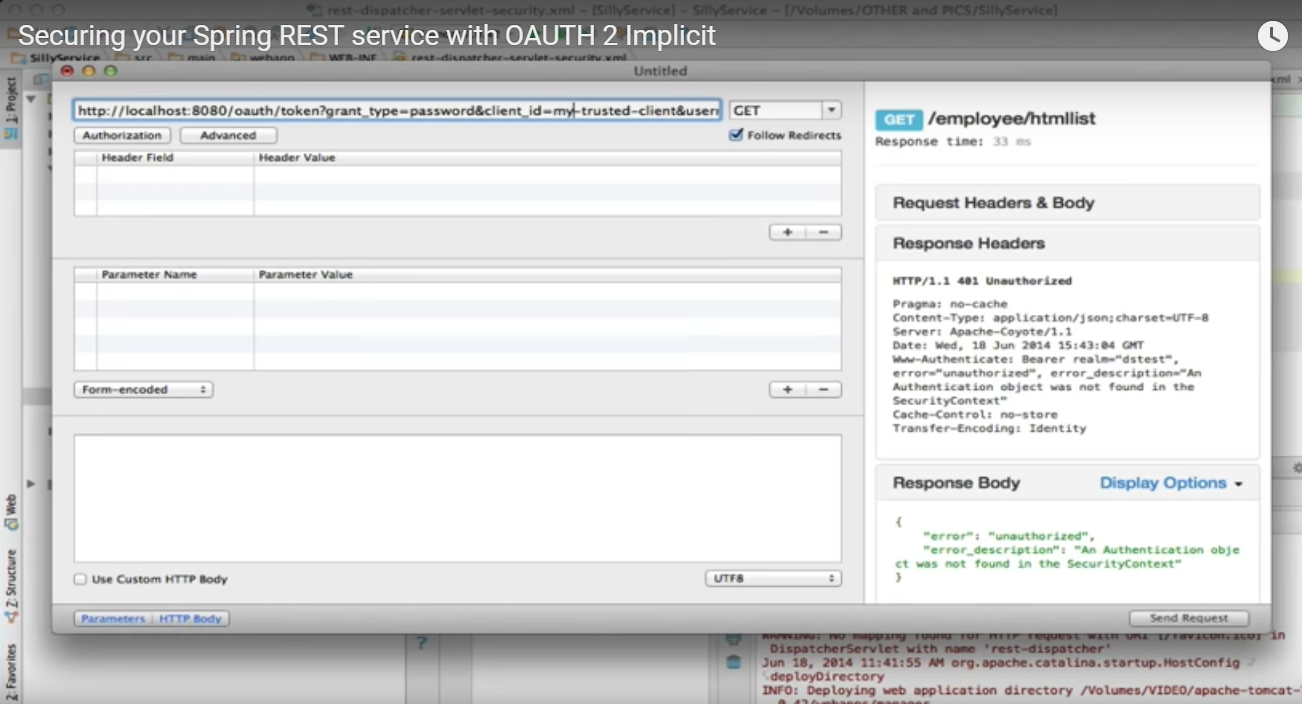 rest-dispatcher-servlet-security.xml - [SillyService] - SillyService - [/Volumes/OTHER and PICS/SillyService]
Securing your Spring REST service with OAUTH 2 Implicit
SillyService src main webapp WEB-INF rest-dispatcher-servlet-security.xml
Untitled
1: Project
http://localhost:8080/oauth/token?grant_type=password&client_id=my-trusted-client&usern
GET
Authorization Advanced
Follow Redirects
Header Field Header Value
+ -
Parameter Name Parameter Value
Form-encoded
+ -
Use Custom HTTP Body
UTF8
Parameters HTTP Body
GET /employee/htmllist
Response time: 33 ms
Request Headers & Body
Response Headers
HTTP/1.1 401 Unauthorized
Pragma: no-cache
Content-Type: application/json;charset=UTF-8
Server: Apache-Coyote/1.1
Date: Wed, 18 Jun 2014 15:43:04 GMT
Www-Authenticate: Bearer realm="dstest",
error="unauthorized", error_description="An
Authentication object was not found in the
SecurityContext"
Cache-Control: no-store
Transfer-Encoding: Identity
Response Body Display Options
{
"error": "unauthorized",
"error_description": "An Authentication obje
ct was not found in the SecurityContext"
}
Send Request
Web
Z: Structure
2: Favorites
?
WARNING: No mapping found for HTTP request with URI [/favicon.ico] in
DispatcherServlet with name 'rest-dispatcher'
Jun 18, 2014 11:41:55 AM org.apache.catalina.startup.HostConfig
deployDirectory
INFO: Deploying web application directory /Volumes/VIDEO/apache-tomcat-